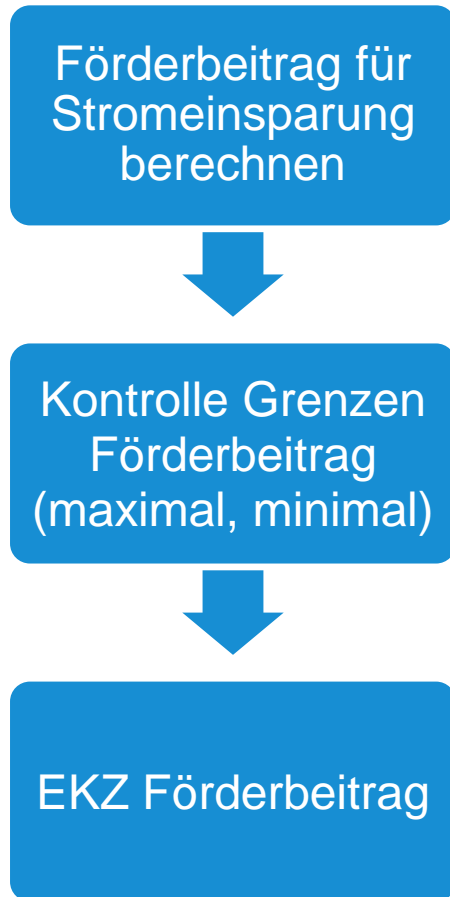 Förderbeitrag für
Stromeinsparung
berechnen
Kontrolle Grenzen
Förderbeitrag
(maximal, minimal)
EKZ Förderbeitrag